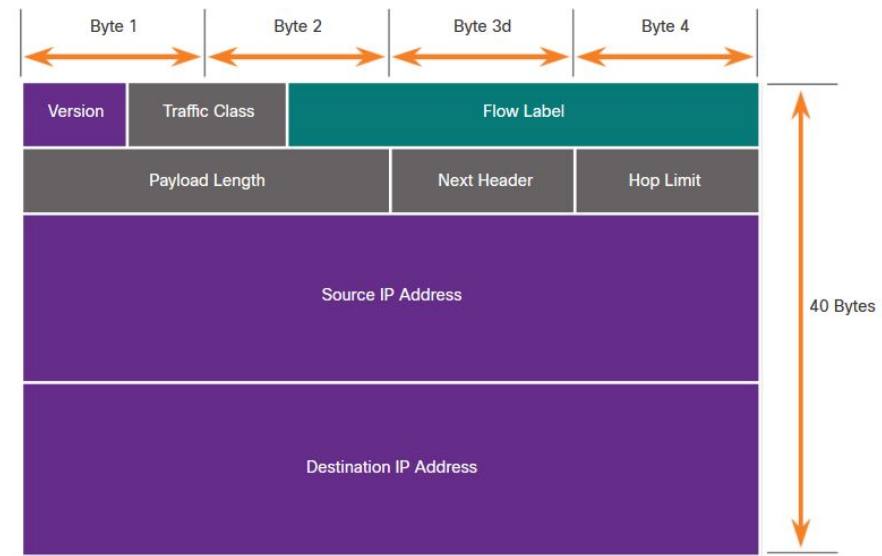 Byte 1 Byte 2 Byte 3d Byte 4
Version Traffic Class Flow Label
Payload Length Next Header Hop Limit
Source IP Address
40 Bytes
Destination IP Address